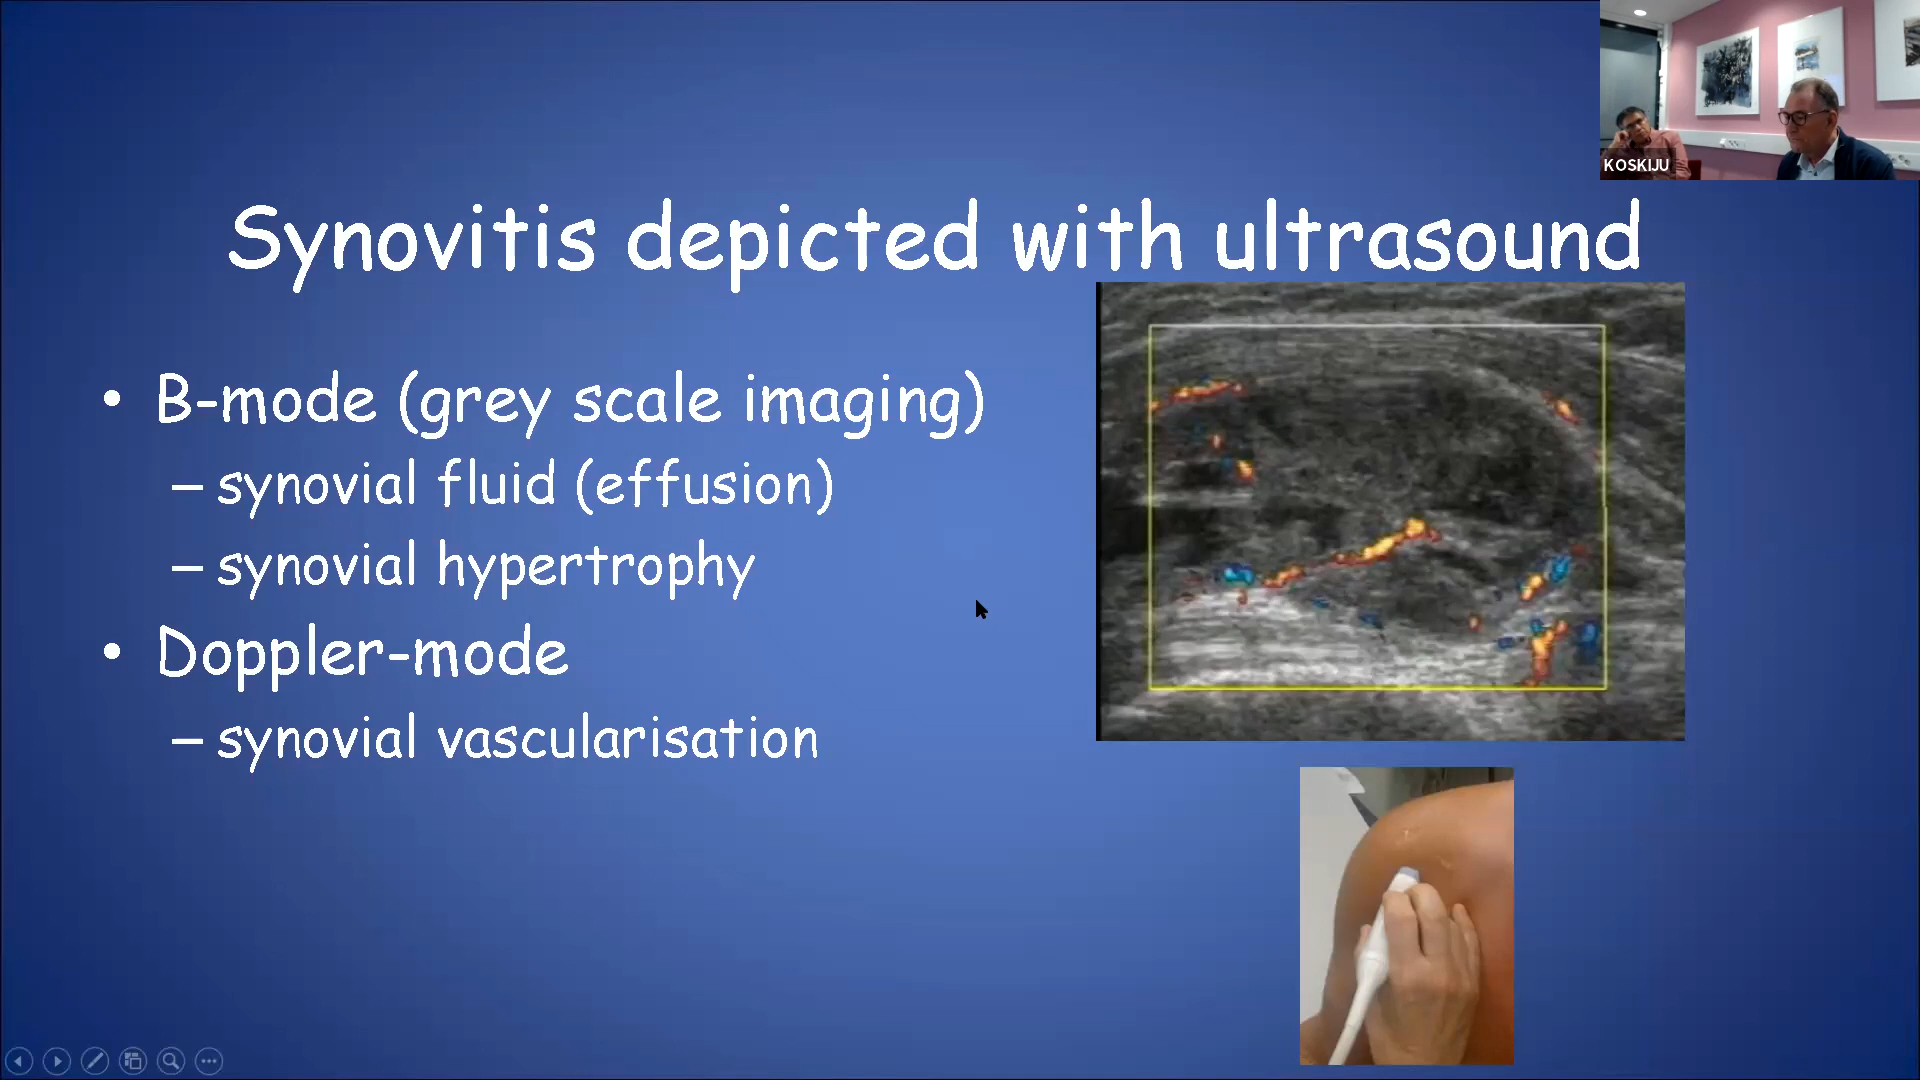 KOSKIJU
Synovitis depicted with ultrasound
• B-mode (grey scale imaging)
– synovial fluid (effusion)
– synovial hypertrophy
• Doppler-mode
– synovial vascularisation